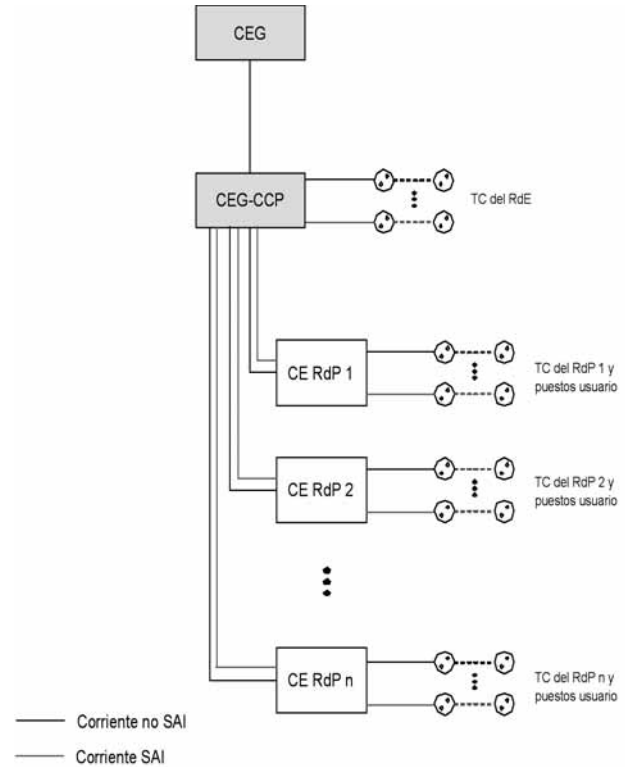 CEG
CEG-CCP
TC del RdE
CE RdP 1
TC del RdP 1 y
puestos usuario
CE RdP 2
TC del RdP 2 y
puestos usuario
CE RdP n
TC del RdP n y
puestos usuario
Corriente no SAI
Corriente SAI